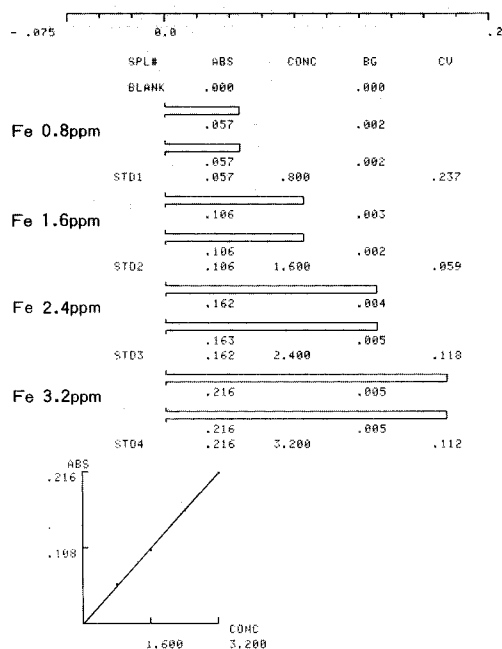 - .075 0.0 .2
SPL# ABS CONC BG CV
BLANK .000 .000
Fe 0.8ppm
.057 .002
.057 .002
STD1 .057 .800 .237
Fe 1.6ppm
.106 .003
.106 .002
STD2 .106 1.600 .059
Fe 2.4ppm
.162 .004
.163 .005
STD3 .162 2.400 .118
Fe 3.2ppm
.216 .005
.216 .005
STD4 .216 3.200 .112
ABS
.216
.108
CONC
1.600 3.200